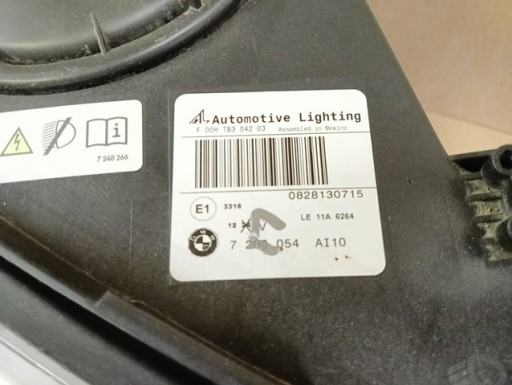 AL Automotive Lighting
F 00H TB3 042 03 Assembled in Mexico
0828130715
E1 3318 LE 11A 6264
12 V
7 054 AI10
7 248 266